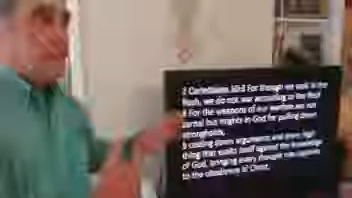 2 Corinthians 10:3 For though we walk in the
flesh, we do not war according to the flesh
4 For the weapons of our warfare are not
carnal but mighty in God for pulling down
strongholds,
5 casting down arguments and every high
thing that exalts itself against the knowledge
of God, bringing every thought into captivity
to the obedience of Christ,